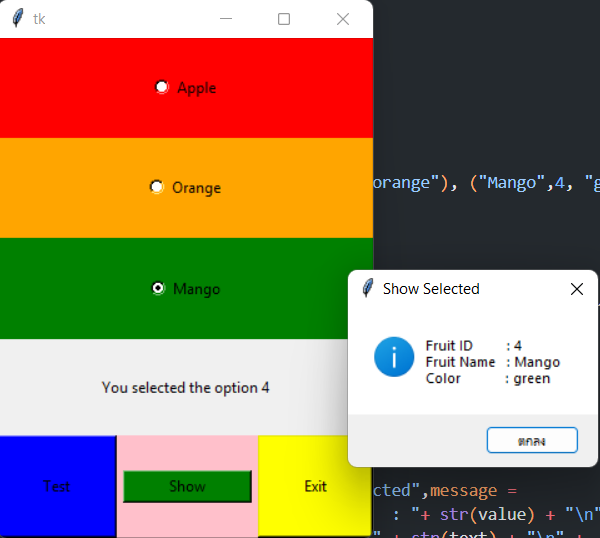 tk
Apple
orange"), ("Mango",4, "g
Orange
Mango
Show Selected
Fruit ID : 4
Fruit Name : Mango
Color : green
You selected the option 4
ตกลง
Test
Show
Exit
cted",message =
: "+ str(value) + "\n"
" + str(text) + "\n" +